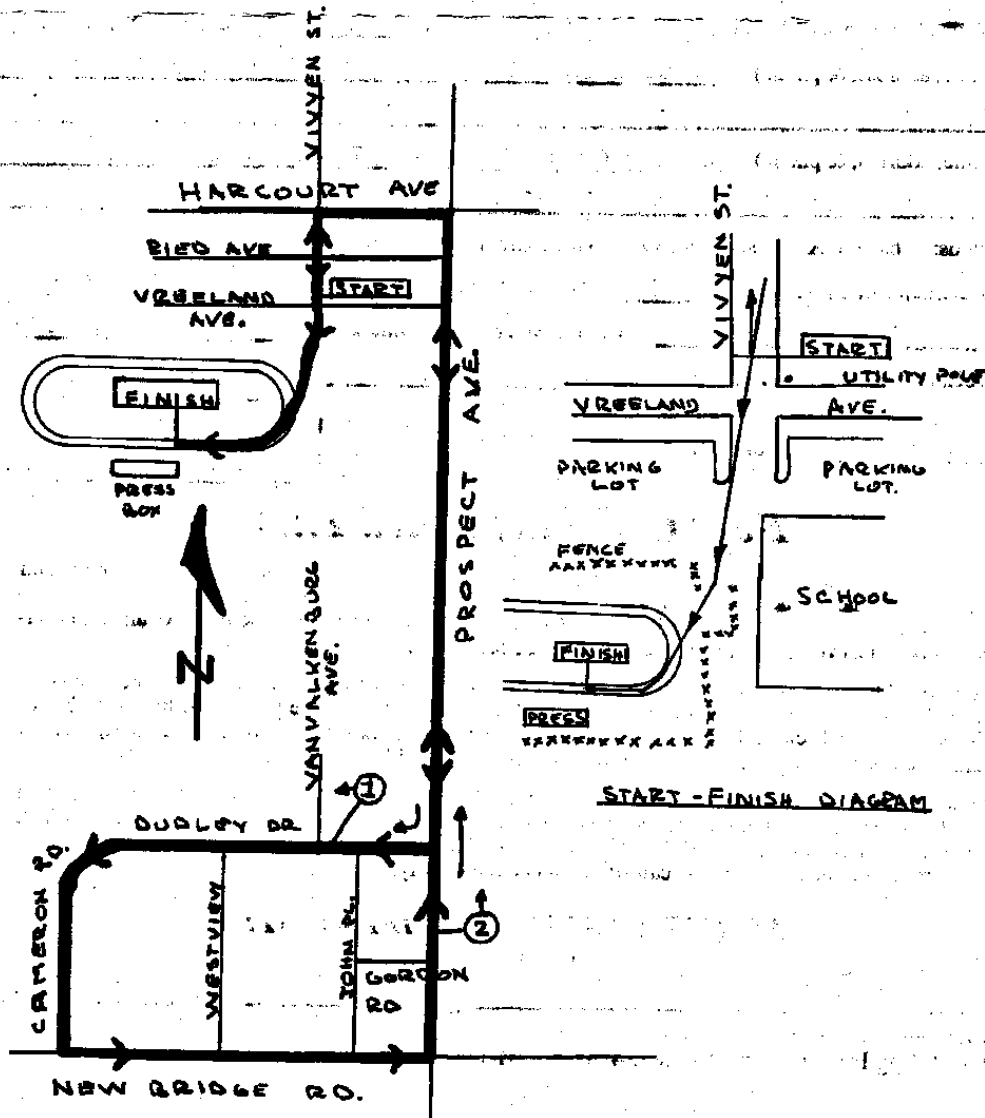 VIVYEN ST.
HARCOURT AVE
BIED AVE
START
VREELAND
AVE.
FINISH
PRESS
BOX
PROSPECT AVE.
N
VANVALKENBURG
AVE.
1
DUDLEY DR
CAMERON RD.
WESTVIEW
JOHN PL.
GORDON
RD
2
NEW BRIDGE RD.
VIVYEN ST.
START
UTILITY POLE
VREELAND AVE.
PARKING
LOT
PARKING
LOT.
FENCE
SCHOOL
FINISH
PRESS
START-FINISH DIAGRAM